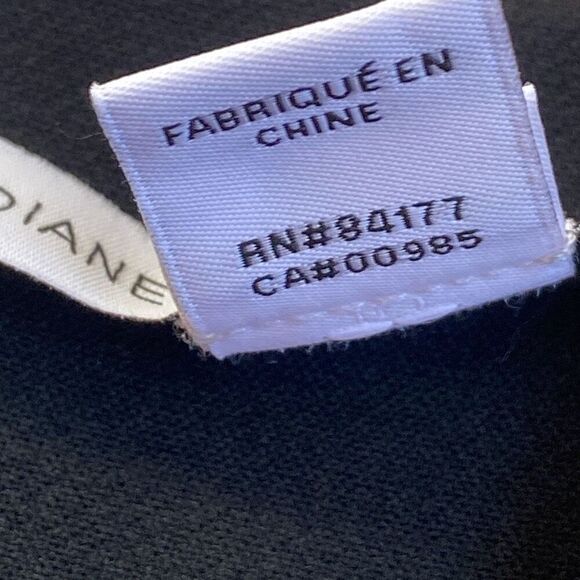 FABRIQUÉ EN
CHINE
RN#84177
CA#00985
DIANE